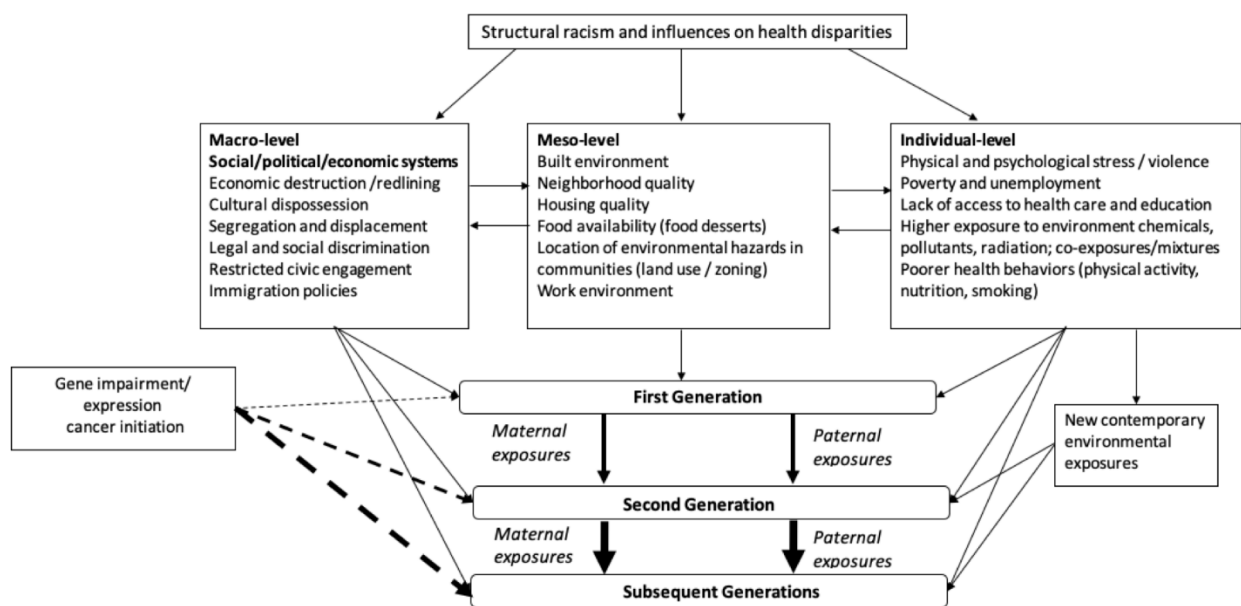 Structural racism and influences on health disparities
Macro-level
Social/political/economic systems
Economic destruction /redlining
Cultural dispossession
Segregation and displacement
Legal and social discrimination
Restricted civic engagement
Immigration policies
Meso-level
Built environment
Neighborhood quality
Housing quality
Food availability (food desserts)
Location of environmental hazards in
communities (land use / zoning)
Work environment
Individual-level
Physical and psychological stress / violence
Poverty and unemployment
Lack of access to health care and education
Higher exposure to environment chemicals,
pollutants, radiation; co-exposures/mixtures
Poorer health behaviors (physical activity,
nutrition, smoking)
Gene impairment/
expression
cancer initiation
First Generation
Maternal
exposures
Paternal
exposures
New contemporary
environmental
exposures
Second Generation
Maternal
exposures
Paternal
exposures
Subsequent Generations